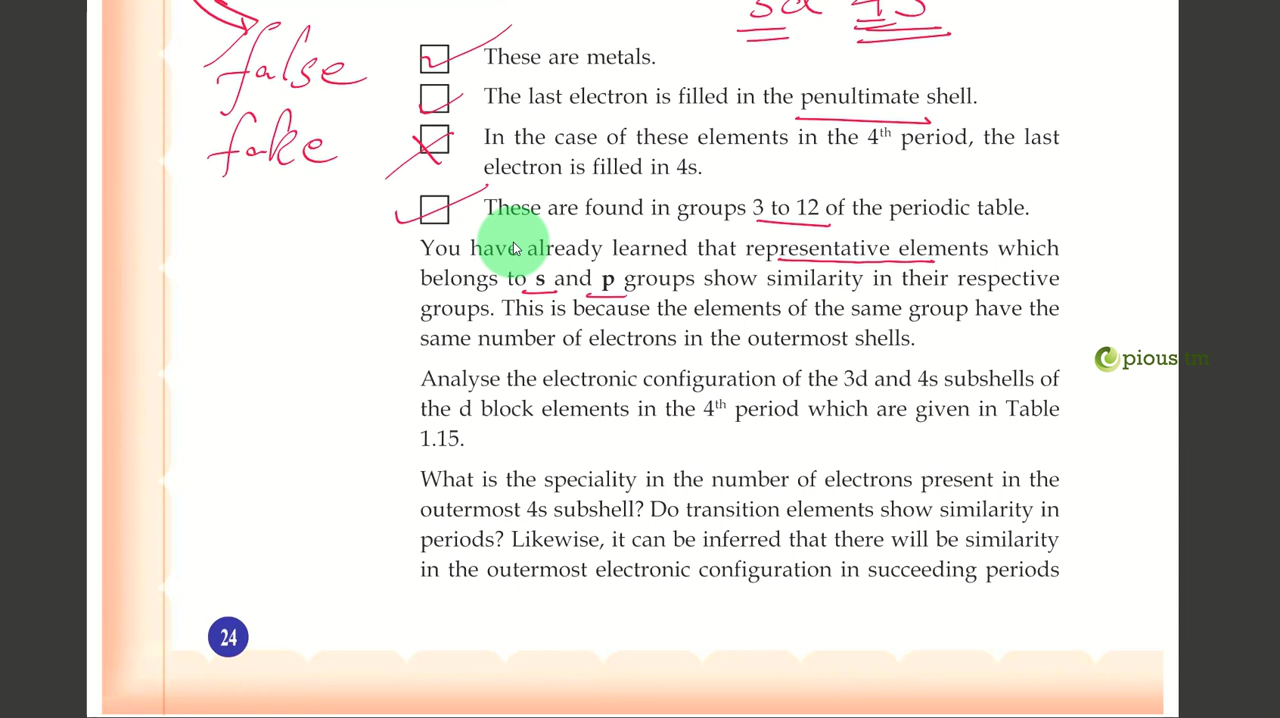 3d 4s
false
fake
These are metals.
The last electron is filled in the penultimate shell.
In the case of these elements in the 4th period, the last
electron is filled in 4s.
These are found in groups 3 to 12 of the periodic table.
You have already learned that representative elements which
belongs to s and p groups show similarity in their respective
groups. This is because the elements of the same group have the
same number of electrons in the outermost shells.
Analyse the electronic configuration of the 3d and 4s subshells of
the d block elements in the 4th period which are given in Table
1.15.
What is the speciality in the number of electrons present in the
outermost 4s subshell? Do transition elements show similarity in
periods? Likewise, it can be inferred that there will be similarity
in the outermost electronic configuration in succeeding periods
24
Copious tm